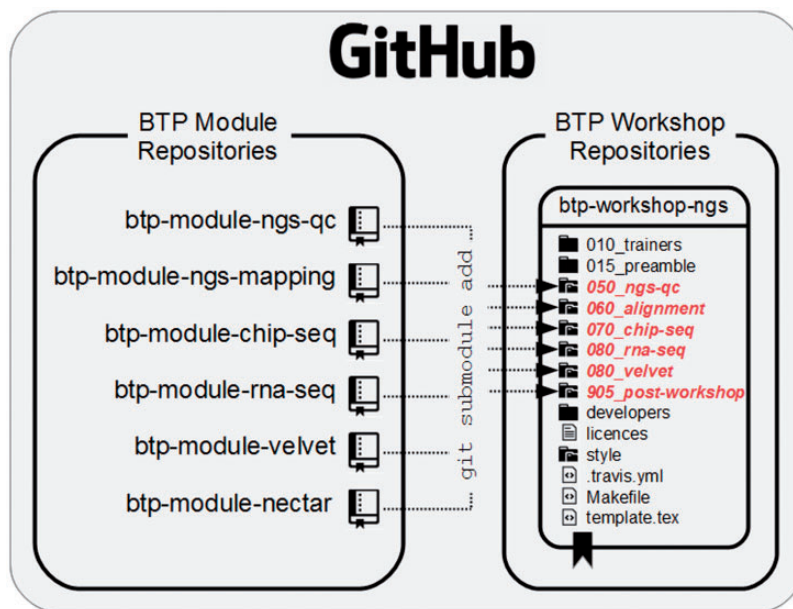 GitHub
BTP Module
Repositories
btp-module-ngs-qc
btp-module-ngs-mapping
btp-module-chip-seq
btp-module-rna-seq
btp-module-velvet
btp-module-nectar
git submodule add
BTP Workshop
Repositories
btp-workshop-ngs
010_trainers
015_preamble
050_ngs-qc
060_alignment
070_chip-seq
080_rna-seq
080_velvet
905_post-workshop
developers
licences
style
.travis.yml
Makefile
template.tex